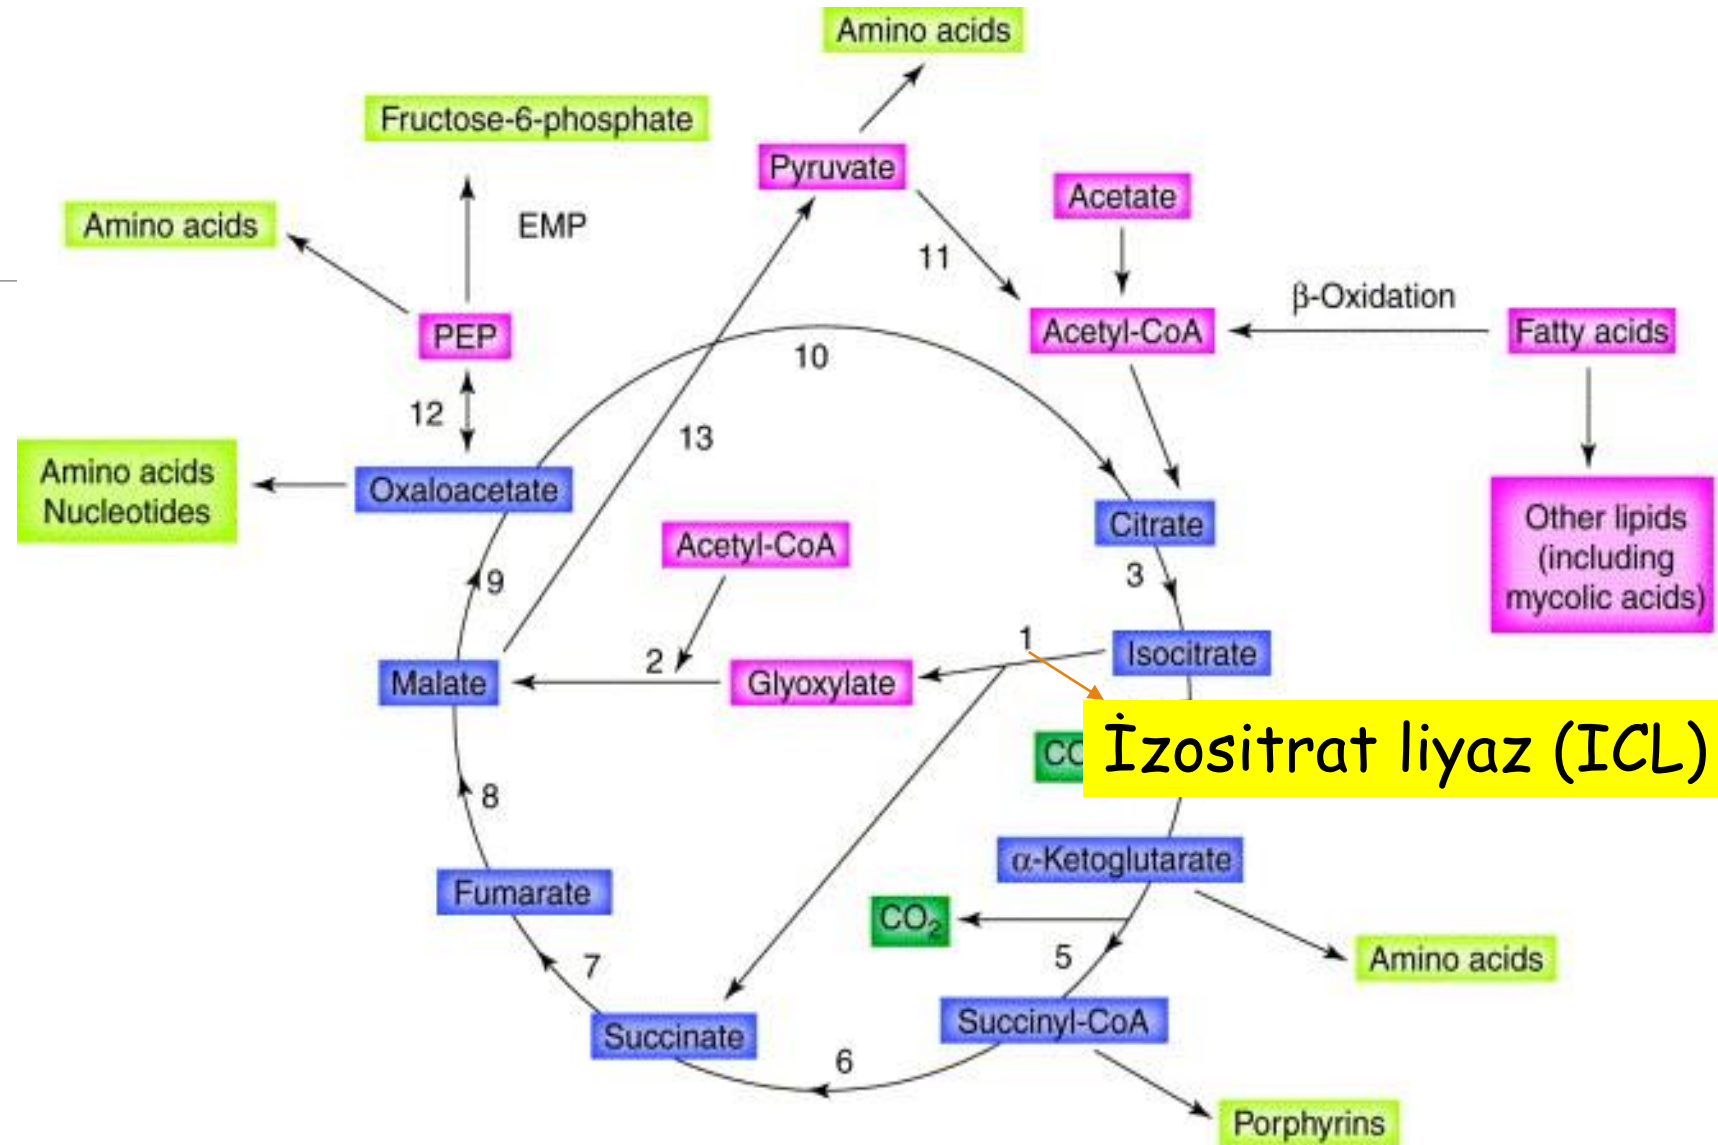 Amino acids
Fructose-6-phosphate
Pyruvate
Acetate
Amino acids
EMP
11
β-Oxidation
PEP
Acetyl-CoA
Fatty acids
10
12
13
Amino acids
Nucleotides
Oxaloacetate
Acetyl-CoA
Citrate
Other lipids
(including
mycolic acids)
3
9
1
Isocitrate
2
Malate
Glyoxylate
İzositrat liyaz (ICL)
8
α-Ketoglutarate
Fumarate
CO₂
5
Amino acids
7
Succinyl-CoA
Succinate
6
Porphyrins